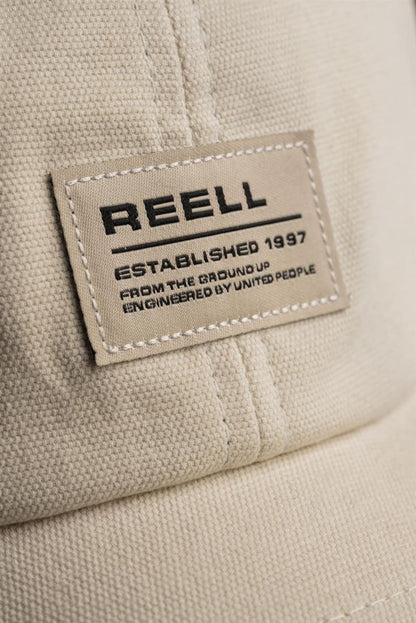 REELL
ESTABLISHED 1997
FROM THE GROUND UP
ENGINEERED BY UNITED PEOPLE